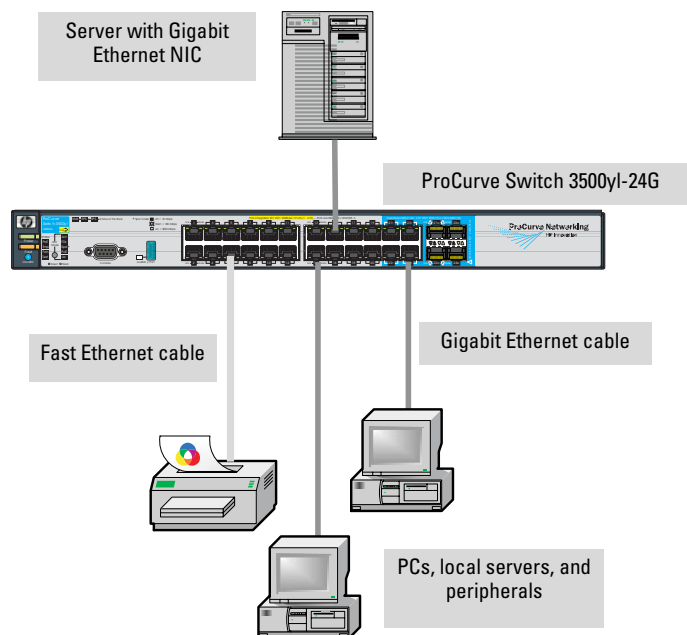 Server with Gigabit
Ethernet NIC
ProCurve Switch 3500yl-24G
ProCurve Networking
HP Innovation
Fast Ethernet cable
Gigabit Ethernet cable
PCs, local servers, and
peripherals